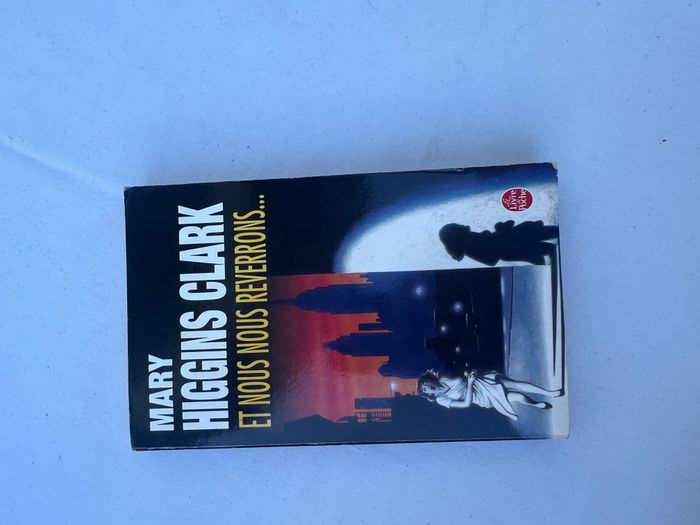 MARY
HIGGINS CLARK
ET NOUS NOUS REVERRONS...
Le
Livre
de
Poche